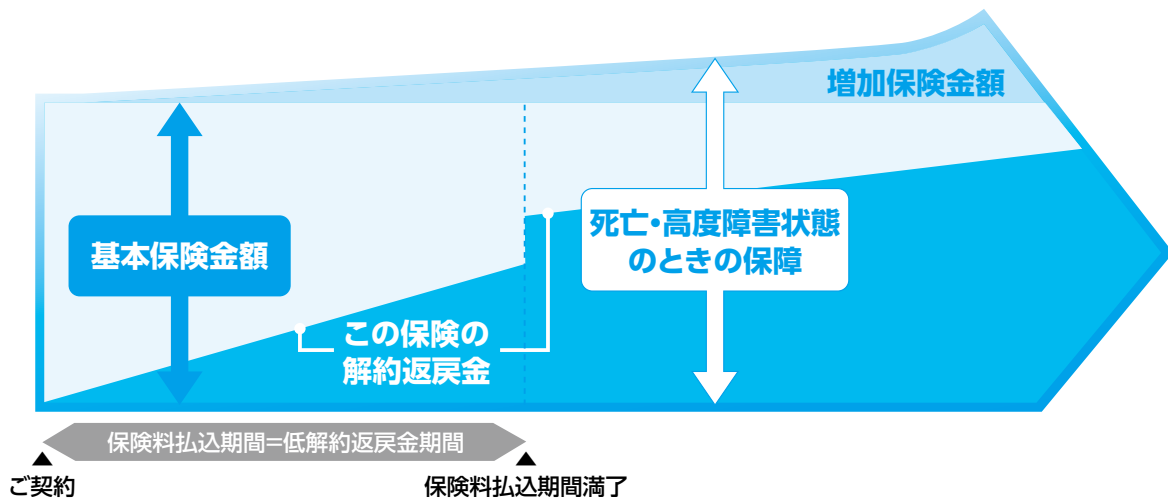 増加保険金額
基本保険金額
死亡・高度障害状態
のときの保障
この保険の
解約返戻金
保険料払込期間=低解約返戻金期間
ご契約
保険料払込期間満了